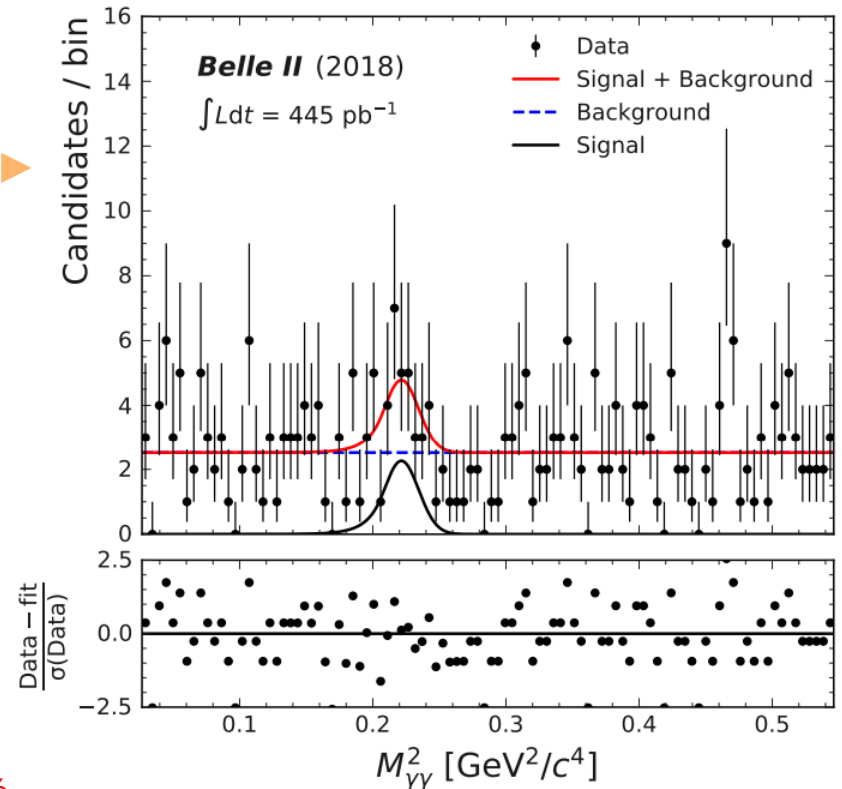 Candidates / bin
16
14
12
10
8
6
4
2
0
Belle II (2018)
∫Ldt = 445 pb⁻¹
Data
Signal + Background
Background
Signal
Data − fit
σ(Data)
2.5
0.0
−2.5
0.1 0.2 0.3 0.4 0.5
M²γγ [GeV²/c⁴]